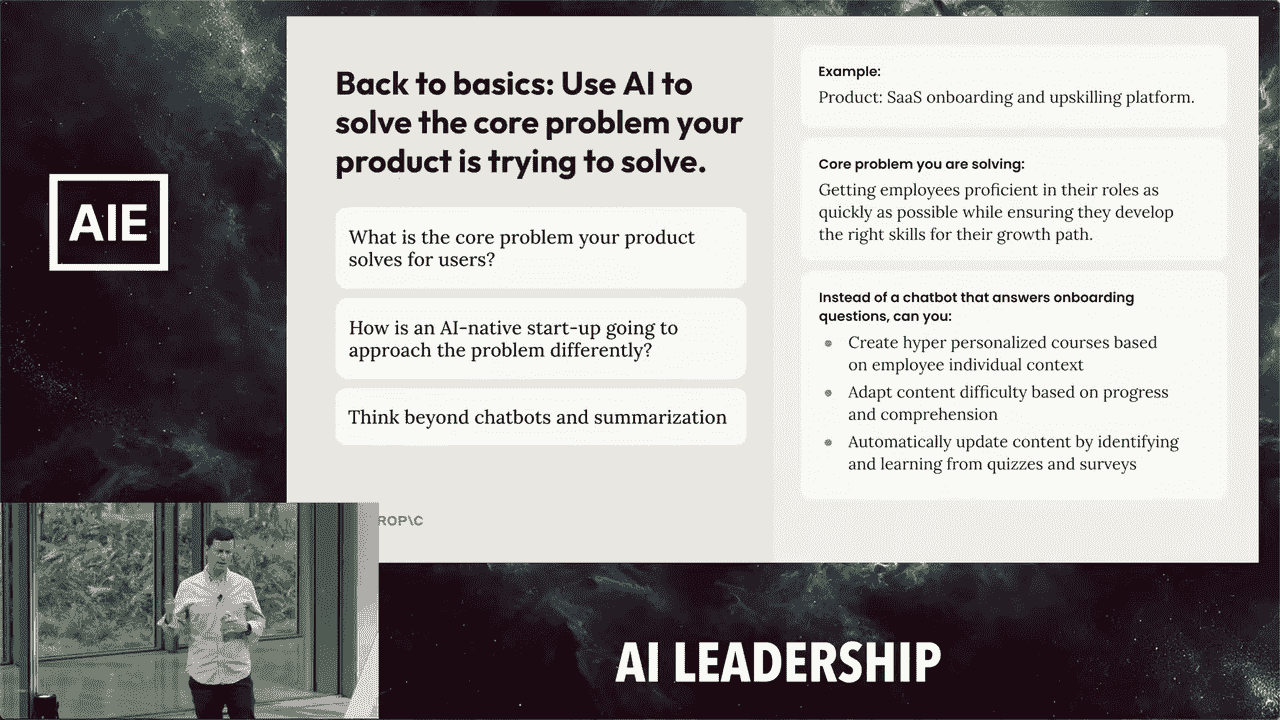 AIE
Back to basics: Use AI to
solve the core problem your
product is trying to solve.
What is the core problem your product
solves for users?
How is an AI-native start-up going to
approach the problem differently?
Think beyond chatbots and summarization
ROP\C
Example:
Product: SaaS onboarding and upskilling platform.
Core problem you are solving:
Getting employees proficient in their roles as
quickly as possible while ensuring they develop
the right skills for their growth path.
Instead of a chatbot that answers onboarding
questions, can you:
Create hyper personalized courses based
on employee individual context
Adapt content difficulty based on progress
and comprehension
Automatically update content by identifying
and learning from quizzes and surveys
AI LEADERSHIP